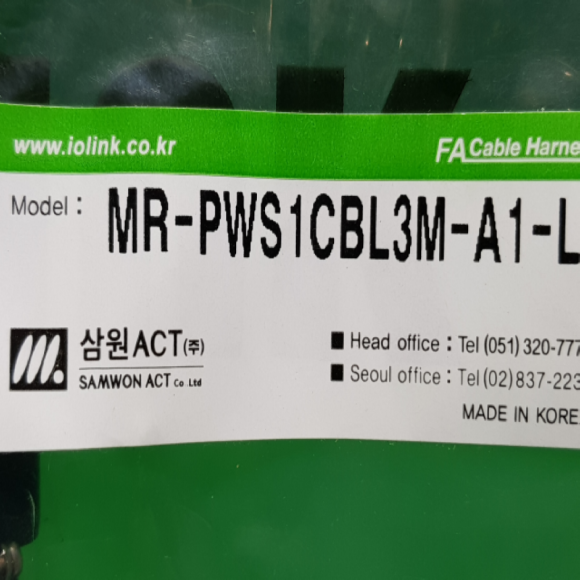 www.iolink.co.kr
FA Cable Harne
Model : MR-PWS1CBL3M-A1-L
삼원ACT(주)
SAMWON ACT Co Ltd
■ Head office : Tel (051) 320-777
■ Seoul office : Tel (02) 837-223
MADE IN KORE